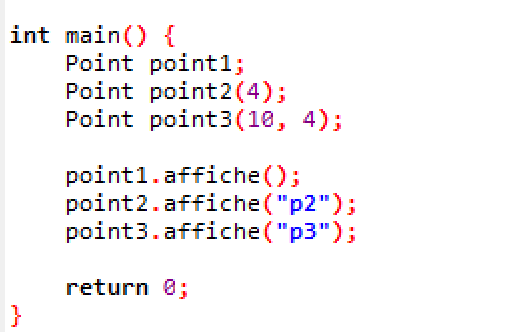 int main() {
    Point point1;
    Point point2(4);
    Point point3(10, 4);

    point1.affiche();
    point2.affiche("p2");
    point3.affiche("p3");

    return 0;
}